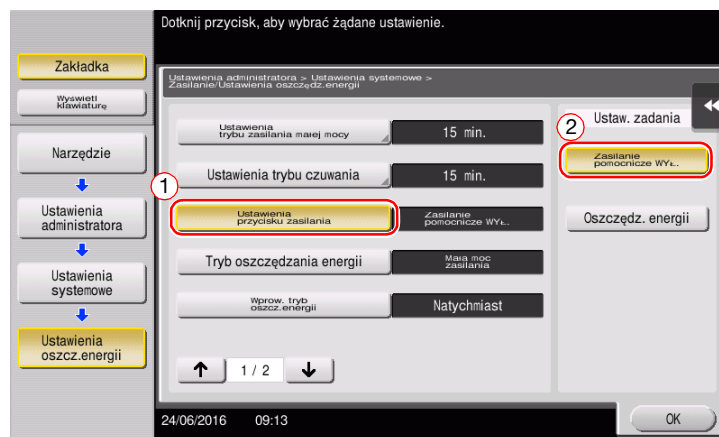 Dotknij przycisk, aby wybrać żądane ustawienie.
Zakładka
Wyświetl
klawiaturę
Narzędzie
Ustawienia
administratora
Ustawienia
systemowe
Ustawienia
oszcz.energii
Ustawienia administratora > Ustawienia systemowe >
Zasilanie/Ustawienia oszczędz.energii
Ustawienia
trybu zasilania małej mocy
15 min.
Ustawienia trybu czuwania
15 min.
1
Ustawienia
przycisku zasilania
Zasilanie
pomocnicze WYŁ.
Tryb oszczędzania energii
Mała moc
zasilania
Wprow. tryb
oszcz.energii
Natychmiast
1 / 2
Ustaw. zadania
2
Zasilanie
pomocnicze WYŁ.
Oszczędz. energii
24/06/2016 09:13
OK